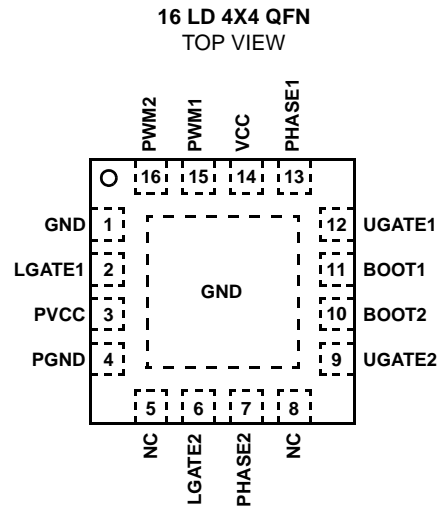 16 LD 4X4 QFN
TOP VIEW
PWM2
PWM1
VCC
PHASE1
16 15 14 13
GND 1
LGATE1 2
PVCC 3
PGND 4
12 UGATE1
11 BOOT1
10 BOOT2
9 UGATE2
GND
5 6 7 8
NC
LGATE2
PHASE2
NC